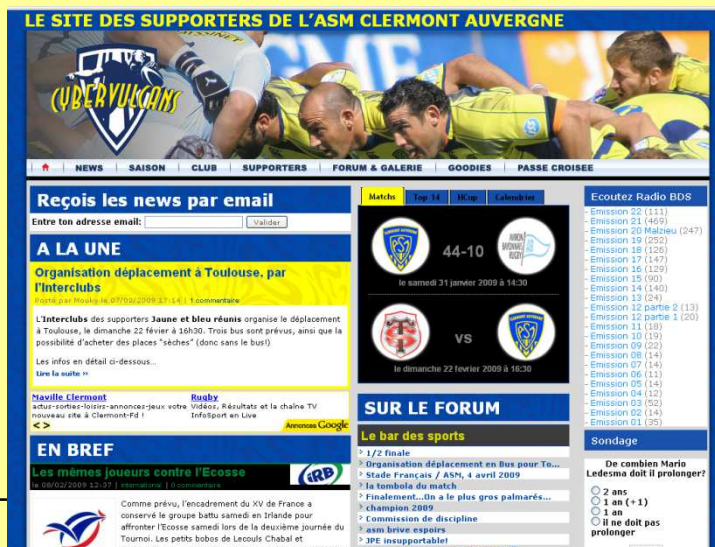 LE SITE DES SUPPORTERS DE L'ASM CLERMONT AUVERGNE
CYBERVULCANS
NEWS SAISON CLUB SUPPORTERS FORUM & GALERIE GOODIES PASSE CROISEE
Reçois les news par email
Entre ton adresse email: Valider
A LA UNE
Organisation déplacement à Toulouse, par
l'Interclubs
Posté par Mouky le 07/02/2009 17:14 | 1 commentaire
L'Interclubs des supporters Jaune et bleu réunis organise le déplacement
à Toulouse, le dimanche 22 févier à 16h30. Trois bus sont prévus, ainsi que la
possibilité d'acheter des places "sèches" (donc sans le bus!)
Les infos en détail ci-dessous...
Lire la suite »
Maville Clermont
actus-sorties-loisirs-annonces-jeux votre
nouveau site à Clermont-Fd !
Rugby
Vidéos, Résultats et la chaîne TV
InfoSport en Live
< >
Annonces Google
EN BREF
Les mêmes joueurs contre l'Ecosse
le 08/02/2009 12:37 | international | 0 commentaire
iRB
Comme prévu, l'encadrement du XV de France a
conservé le groupe battu samedi en Irlande pour
affronter l'Ecosse samedi lors de la deuxième journée du
Tournoi. Les petits bobos de Lecouls Chabal et
Matchs Top 14 HCup Calendrier
44-10
le samedi 31 janvier 2009 à 14:30
VS
le dimanche 22 fevrier 2009 à 16:30
SUR LE FORUM
Le bar des sports
1/2 finale
Organisation déplacement en Bus pour To...
Stade Français / ASM, 4 avril 2009
la tombola du match
Finalement...On a le plus gros palmarés...
champion 2009
Commission de discipline
asm brive espoirs
JPE insupportable!
Ecoutez Radio BDS
- Emission 22 (111)
- Emission 21 (469)
- Emission 20 Malzieu (247)
- Emission 19 (252)
- Emission 18 (126)
- Emission 17 (147)
- Emission 16 (129)
- Emission 15 (90)
- Emission 14 (140)
- Emission 13 (24)
- Emission 12 partie 2 (13)
- Emission 12 partie 1 (20)
- Emission 11 (18)
- Emission 10 (19)
- Emission 09 (22)
- Emission 08 (14)
- Emission 07 (14)
- Emission 06 (11)
- Emission 05 (14)
- Emission 04 (12)
- Emission 03 (52)
- Emission 02 (14)
- Emission 01 (35)
Sondage
De combien Mario
Ledesma doit il prolonger?
2 ans
1 an (+1)
1 an
il ne doit pas
prolonger